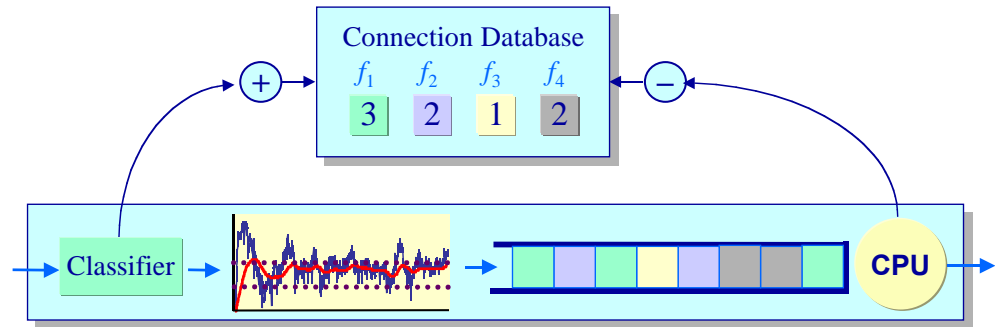 Connection Database
f₁ f₂ f₃ f₄
+ 3 2 1 2 −
Classifier CPU